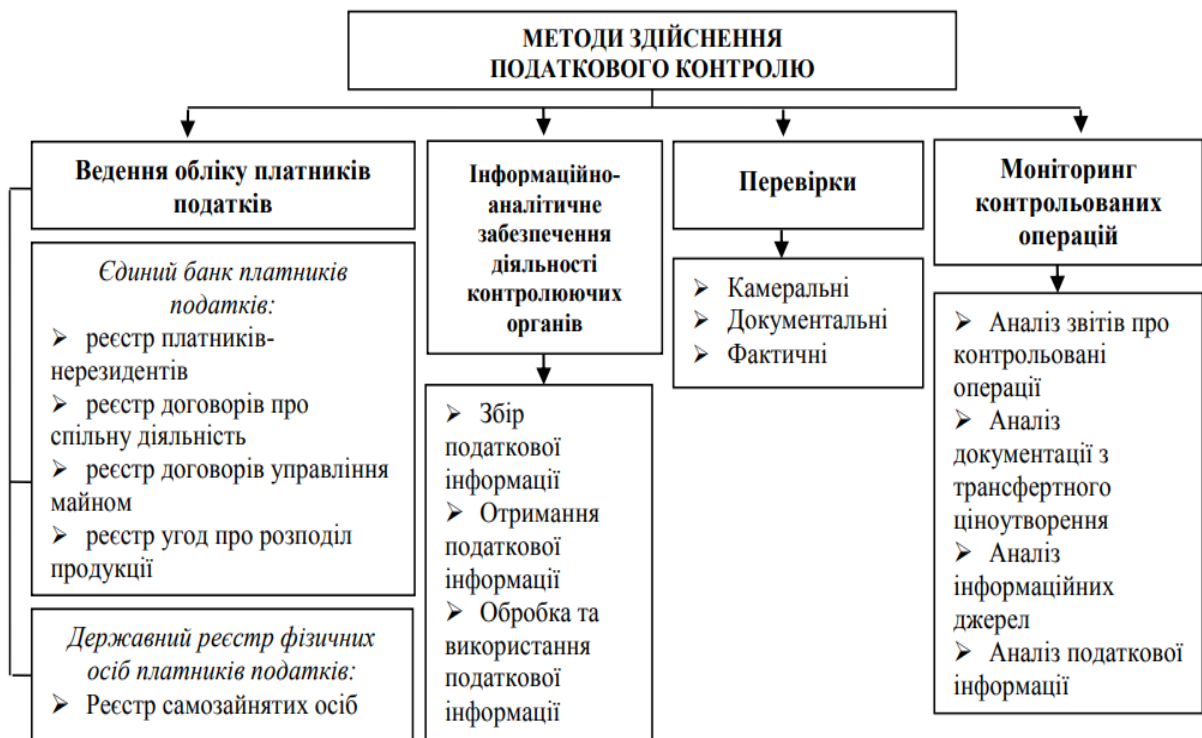 МЕТОДИ ЗДІЙСНЕННЯ
ПОДАТКОВОГО КОНТРОЛЮ
Ведення обліку платників
податків
Єдиний банк платників
податків:
➢ реєстр платників-
нерезидентів
➢ реєстр договорів про
спільну діяльність
➢ реєстр договорів управління
майном
➢ реєстр угод про розподіл
продукції
Державний реєстр фізичних
осіб платників податків:
➢ Реєстр самозайнятих осіб
Інформаційно-
аналітичне
забезпечення
діяльності
контролюючих
органів
➢ Збір
податкової
інформації
➢ Отримання
податкової
інформації
➢ Обробка та
використання
податкової
інформації
Перевірки
➢ Камеральні
➢ Документальні
➢ Фактичні
Моніторинг
контрольованих
операцій
➢ Аналіз звітів про
контрольовані
операції
➢ Аналіз
документації з
трансфертного
ціноутворення
➢ Аналіз
інформаційних
джерел
➢ Аналіз податкової
інформації